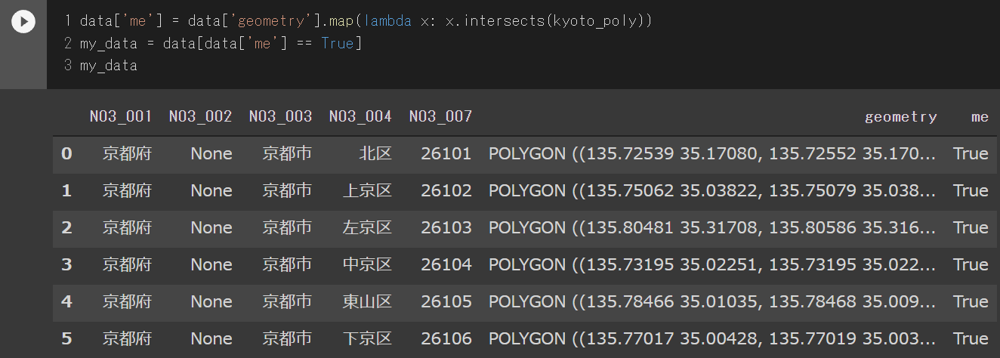 1 data['me'] = data['geometry'].map(lambda x: x.intersects(kyoto_poly))
2 my_data = data[data['me'] == True]
3 my_data
N03_001 N03_002 N03_003 N03_004 N03_007 geometry me
0 京都府 None 京都市 北区 26101 POLYGON ((135.72539 35.17080, 135.72552 35.170... True
1 京都府 None 京都市 上京区 26102 POLYGON ((135.75062 35.03822, 135.75079 35.038... True
2 京都府 None 京都市 左京区 26103 POLYGON ((135.80481 35.31708, 135.80586 35.316... True
3 京都府 None 京都市 中京区 26104 POLYGON ((135.73195 35.02251, 135.73195 35.022... True
4 京都府 None 京都市 東山区 26105 POLYGON ((135.78466 35.01035, 135.78468 35.009... True
5 京都府 None 京都市 下京区 26106 POLYGON ((135.77017 35.00428, 135.77019 35.003... True